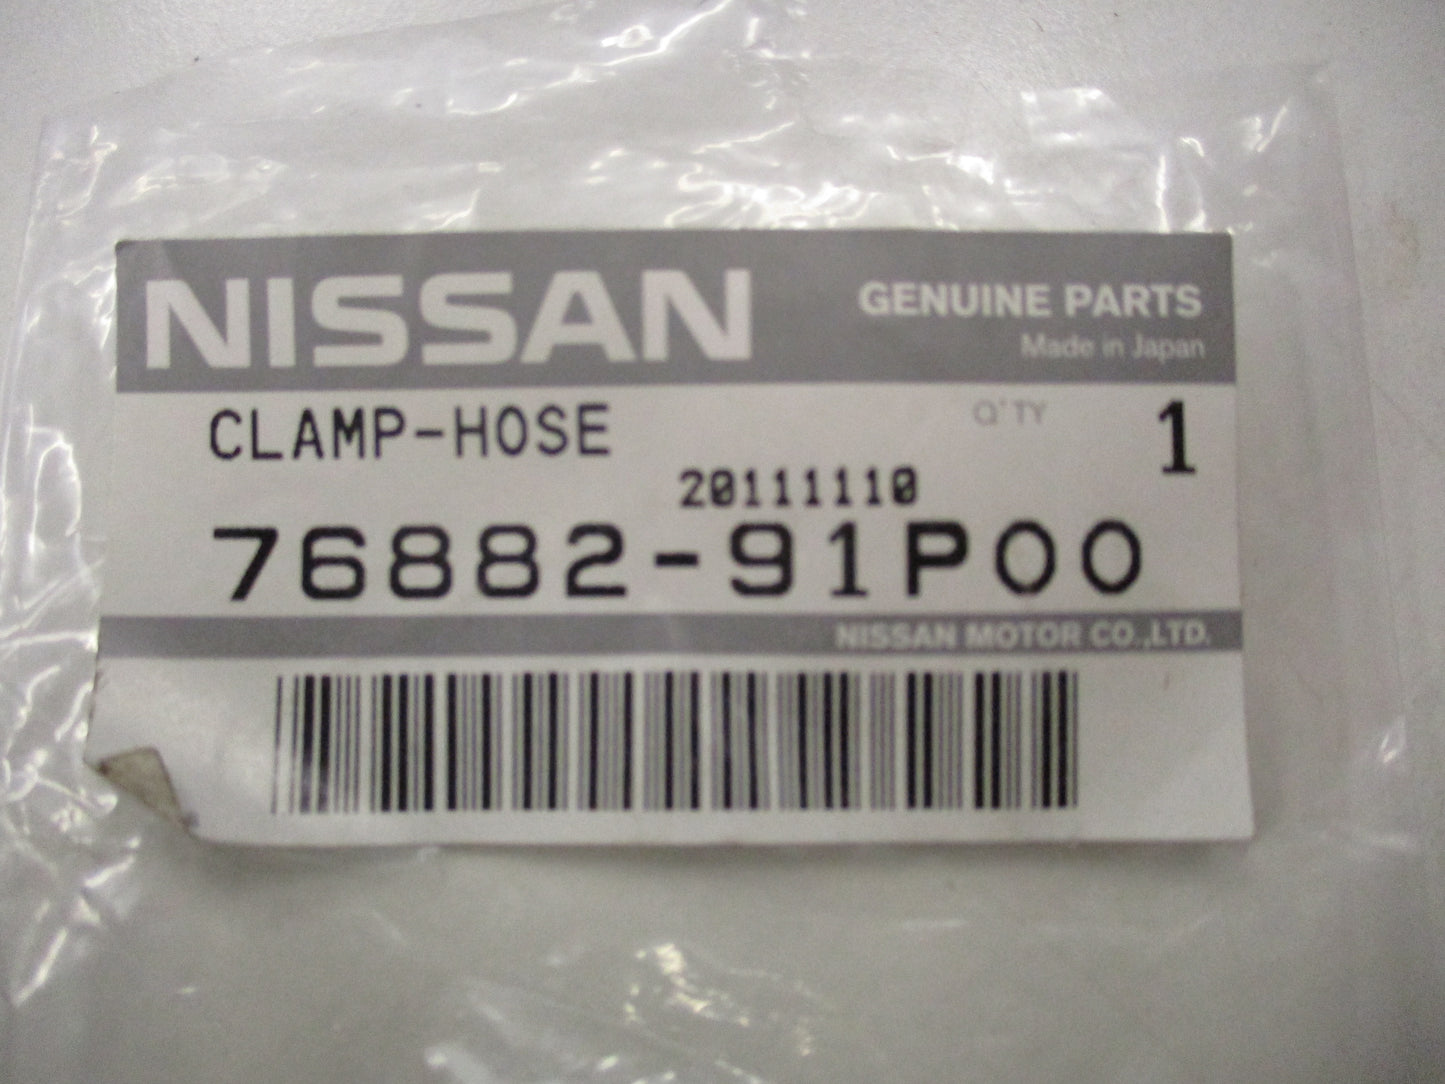 NISSAN
GENUINE PARTS
Made in Japan
CLAMP-HOSE
Q'TY
1
20111110
76882-91P00
NISSAN MOTOR CO.,LTD.